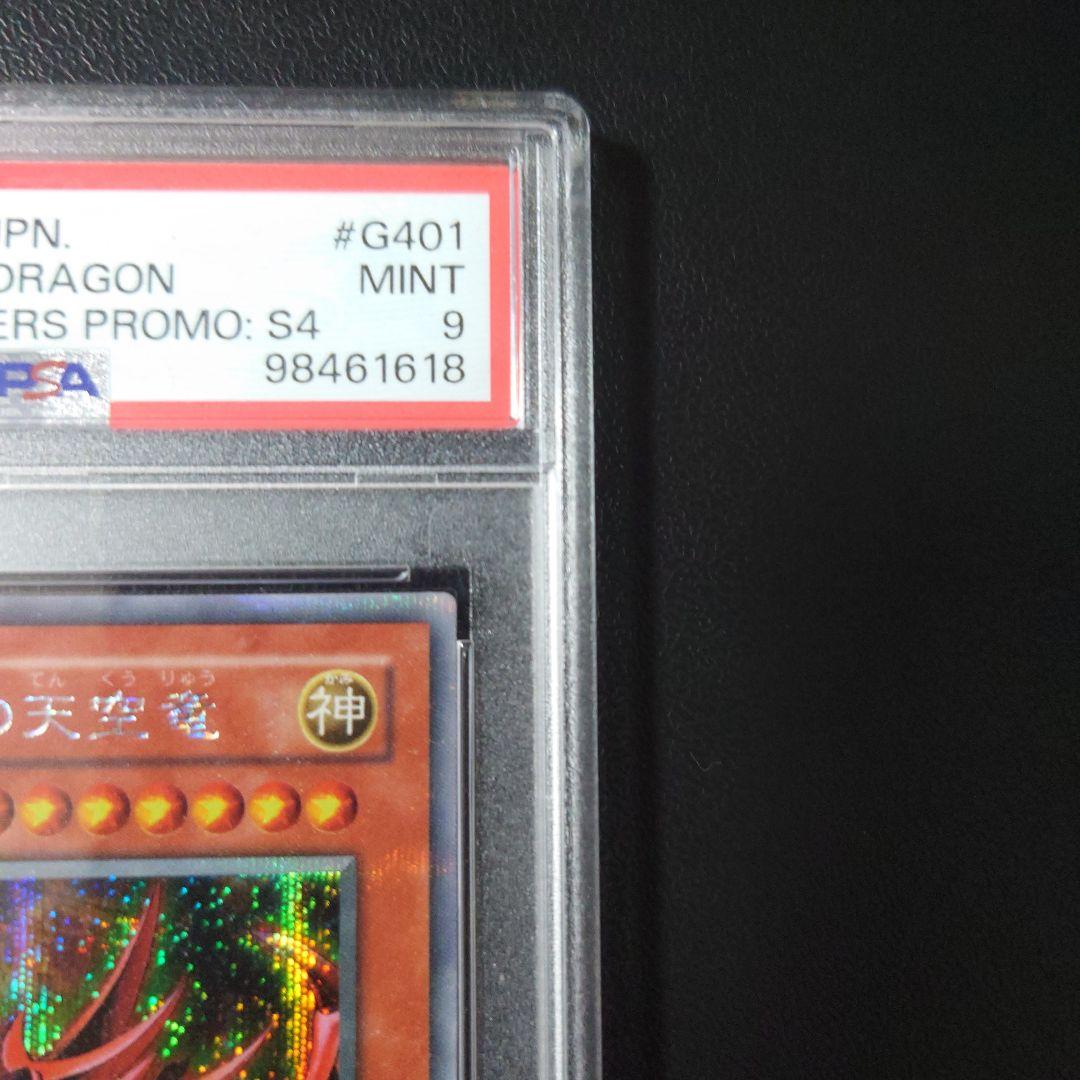 JPN. #G401
DRAGON MINT
ERS PROMO: S4 9
PSA 98461618
てん くう りゅう かみ
の天空竜 神